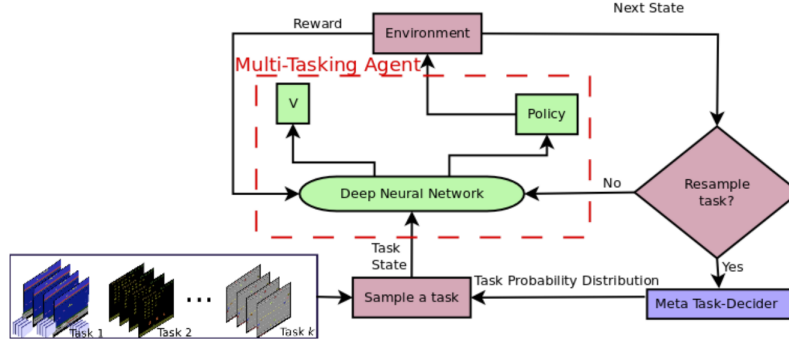 Next State
Reward
Environment
Multi-Tasking Agent
V
Policy
Deep Neural Network
No
Resample
task?
Task
State
Yes
Task Probability Distribution
Sample a task
Meta Task-Decider
...
Task 1
Task 2
Task k